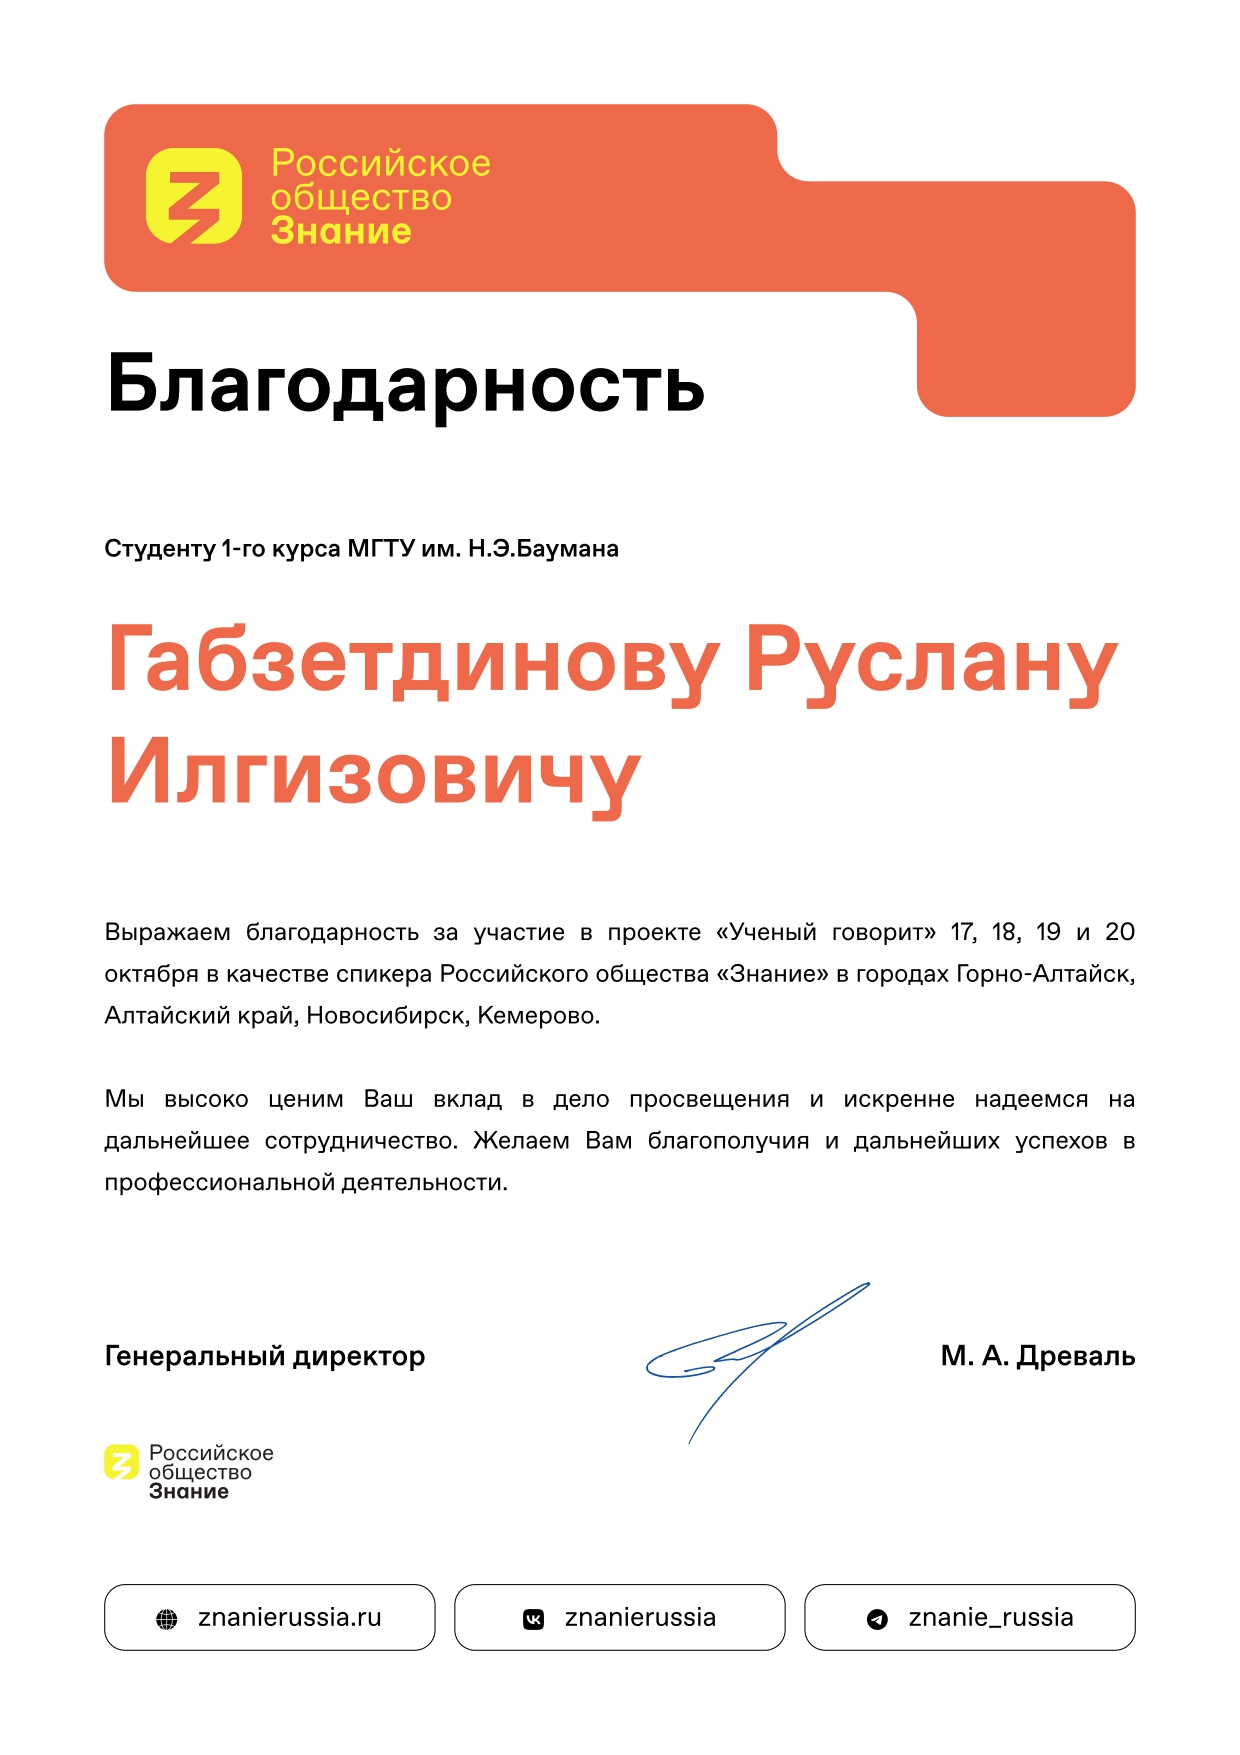 Российское
общество
Знание
Благодарность
Студенту 1-го курса МГТУ им. Н.Э.Баумана
Габзетдинову Руслану
Илгизовичу
Выражаем благодарность за участие в проекте «Ученый говорит» 17, 18, 19 и 20
октября в качестве спикера Российского общества «Знание» в городах Горно-Алтайск,
Алтайский край, Новосибирск, Кемерово.
Мы высоко ценим Ваш вклад в дело просвещения и искренне надеемся на
дальнейшее сотрудничество. Желаем Вам благополучия и дальнейших успехов в
профессиональной деятельности.
Генеральный директор М. А. Древаль
Российское
общество
Знание
znanierussia.ru znanierussia znanie_russia